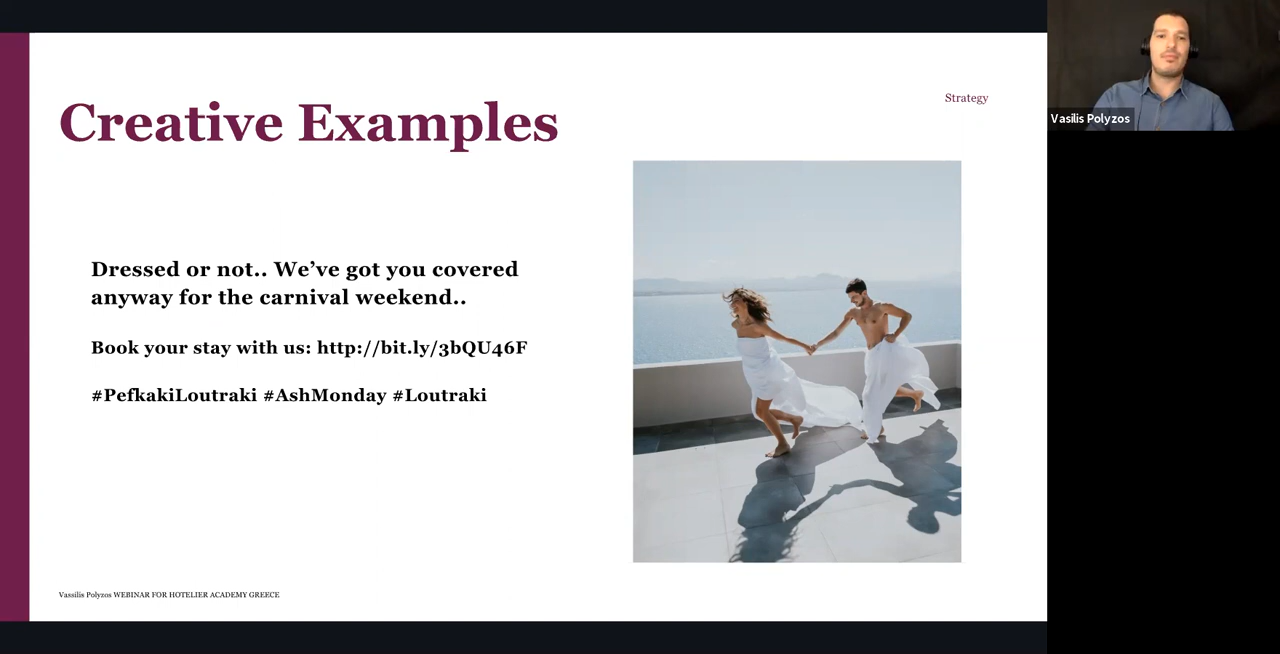 Creative Examples
Strategy
Dressed or not.. We’ve got you covered
anyway for the carnival weekend..
Book your stay with us: http://bit.ly/3bQU46F
#PefkakiLoutraki #AshMonday #Loutraki
Vassilis Polyzos WEBINAR FOR HOTELIER ACADEMY GREECE
Vasilis Polyzos